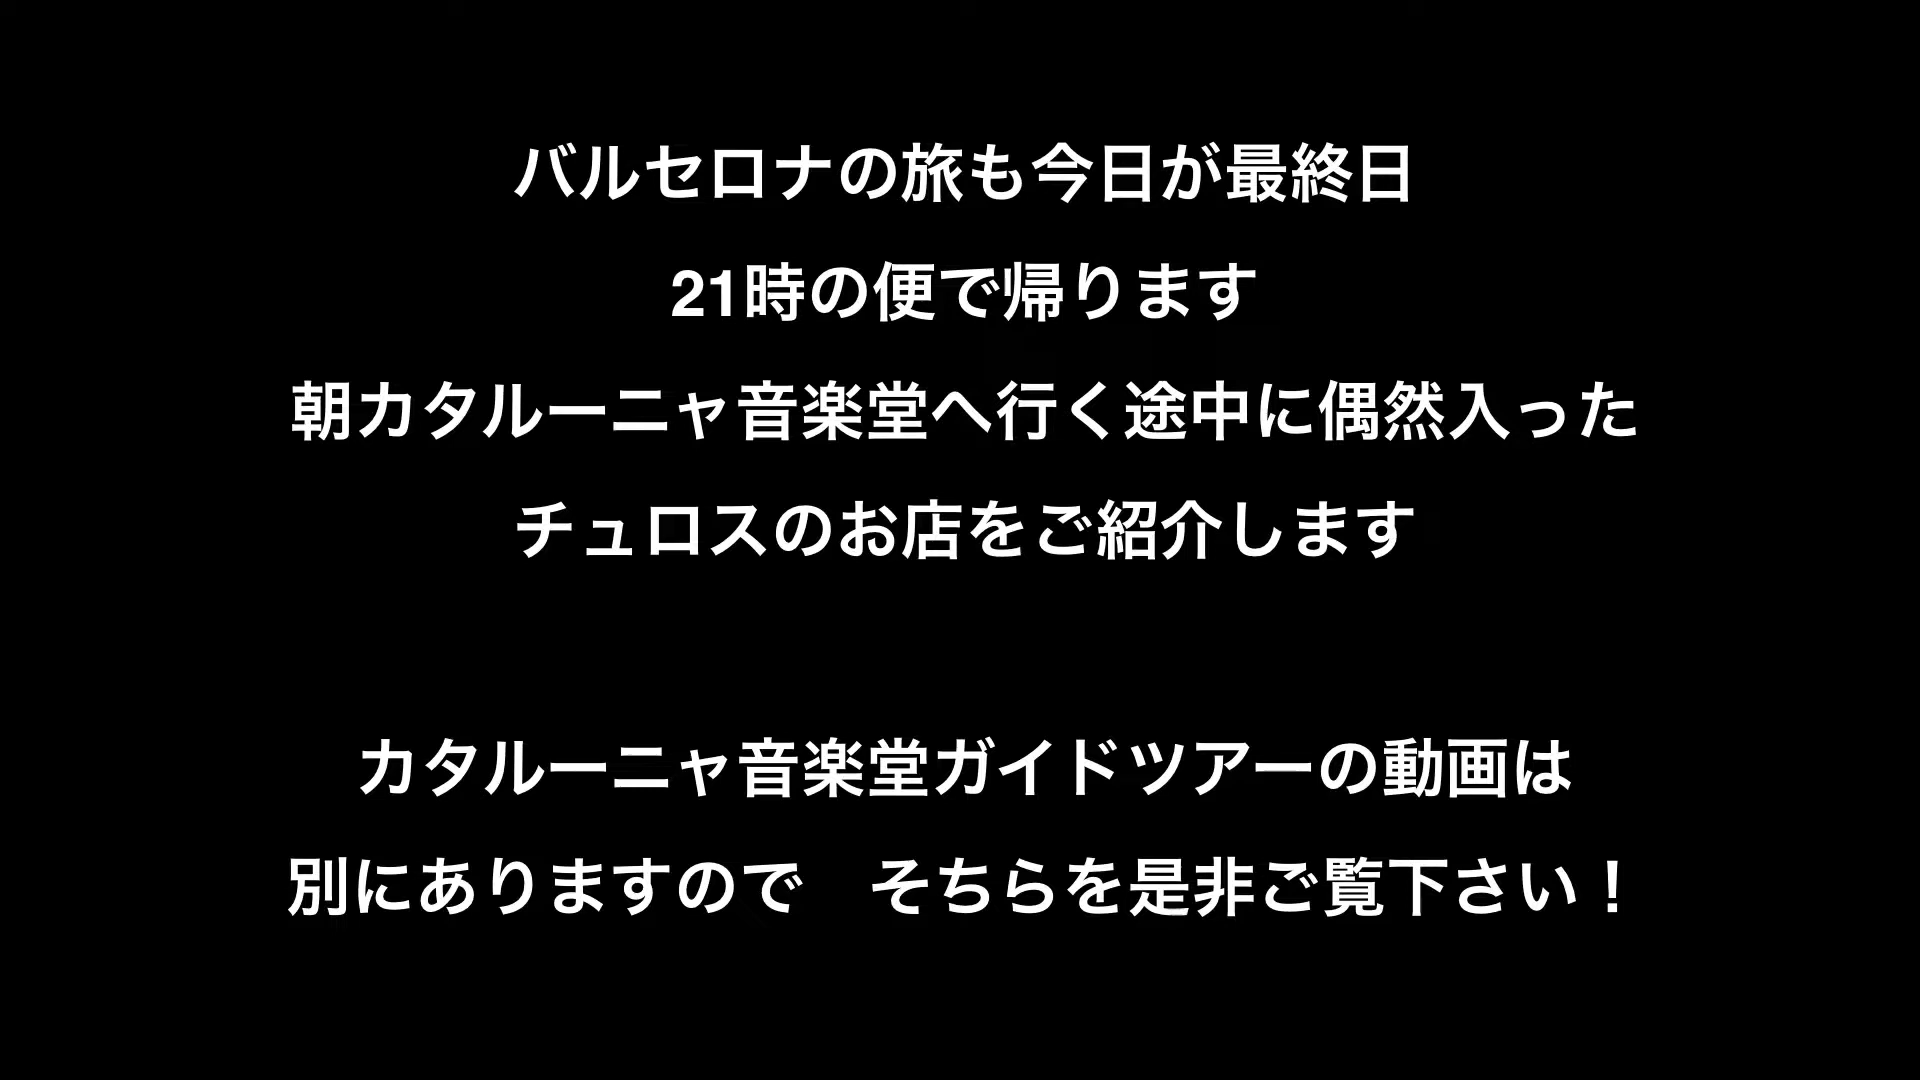 バルセロナの旅も今日が最終日
21時の便で帰ります
朝カタルーニャ音楽堂へ行く途中に偶然入った
チュロスのお店をご紹介します
カタルーニャ音楽堂ガイドツアーの動画は
別にありますので　そちらを是非ご覧下さい！